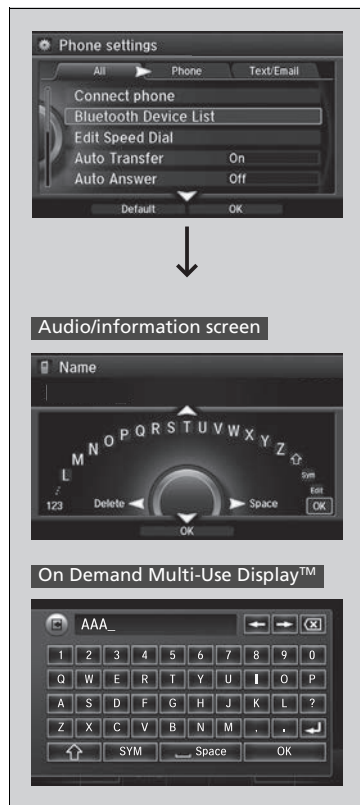 Phone settings
All Phone Text/Email
Connect phone
Bluetooth Device List
Edit Speed Dial
Auto Transfer On
Auto Answer Off
Default OK
Audio/information screen
Name
L M N O P Q R S T U V W X Y Z
Sym
Edit
123 Delete Space OK
OK
On Demand Multi-Use Display™
AAA_
1 2 3 4 5 6 7 8 9 0
Q W E R T Y U I O P
A S D F G H J K L ?
Z X C V B N M , .
SYM Space OK